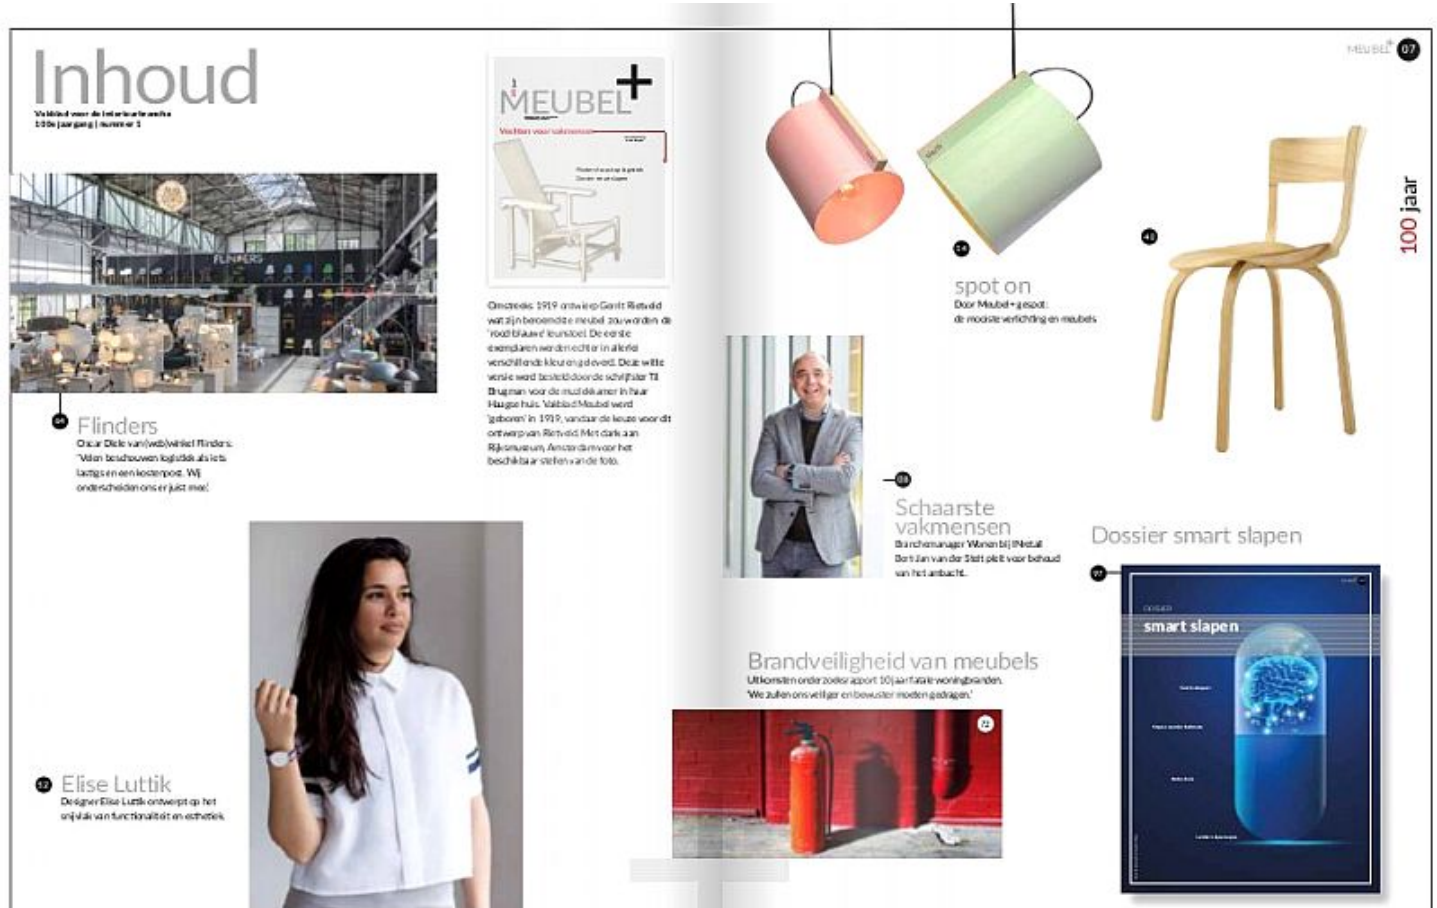 Inhoud
Vakblad voor de interieurbranche
100e jaargang | nummer 1
FLINDERS
Flinders
Oscar Diele van (web)winkel Flinders:
'Velen beschouwen logistiek als iets
lastigs en een kostenpost. Wij
onderscheiden ons er juist mee'.
MEUBEL+
Vechten voor vakmensen
Omstreeks 1919 ontwierp Gerrit Rietveld
wat zijn beroemdste meubel zou worden: de
'rood-blauwe' leunstoel. De eerste
exemplaren werden echter in allerlei
verschillende kleuren geleverd. Deze witte
versie werd besteld door de schrijfster Til
Brugman voor de muziekkamer in haar
Haagse huis. Vakblad Meubel werd
'geboren' in 1919, vandaar de keuze voor dit
ontwerp van Rietveld. Met dank aan
Rijksmuseum, Amsterdam voor het
beschikbaar stellen van de foto.
12
Elise Luttik
Designer Elise Luttik ontwerpt op het
snijvlak van functionaliteit en esthetiek.
MEUBEL+ 07
100 jaar
54
spot on
Door Meubel+ gespot:
de mooiste verlichting en meubels
08
Schaarste
vakmensen
Branchemanager Wonen bij INretail
Bert Jan van der Stelt pleit voor behoud
van het ambacht.
Brandveiligheid van meubels
Uitkomsten onderzoeksrapport 10 jaar fatale woningbranden.
'We zullen ons veiliger en bewuster moeten gedragen.'
72
Dossier smart slapen
97
DOSSIER
smart slapen